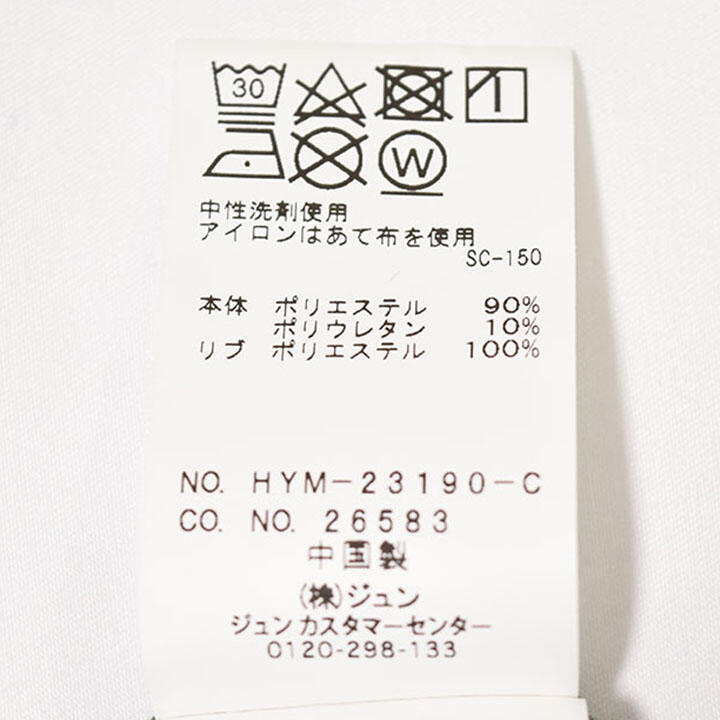 30
W
中性洗剤使用
アイロンはあて布を使用
SC-150
本体 ポリエステル 90%
ポリウレタン 10%
リブ ポリエステル 100%
NO. HYM-23190-C
CO. NO. 26583
中国製
(株)ジュン
ジュンカスタマーセンター
0120-298-133